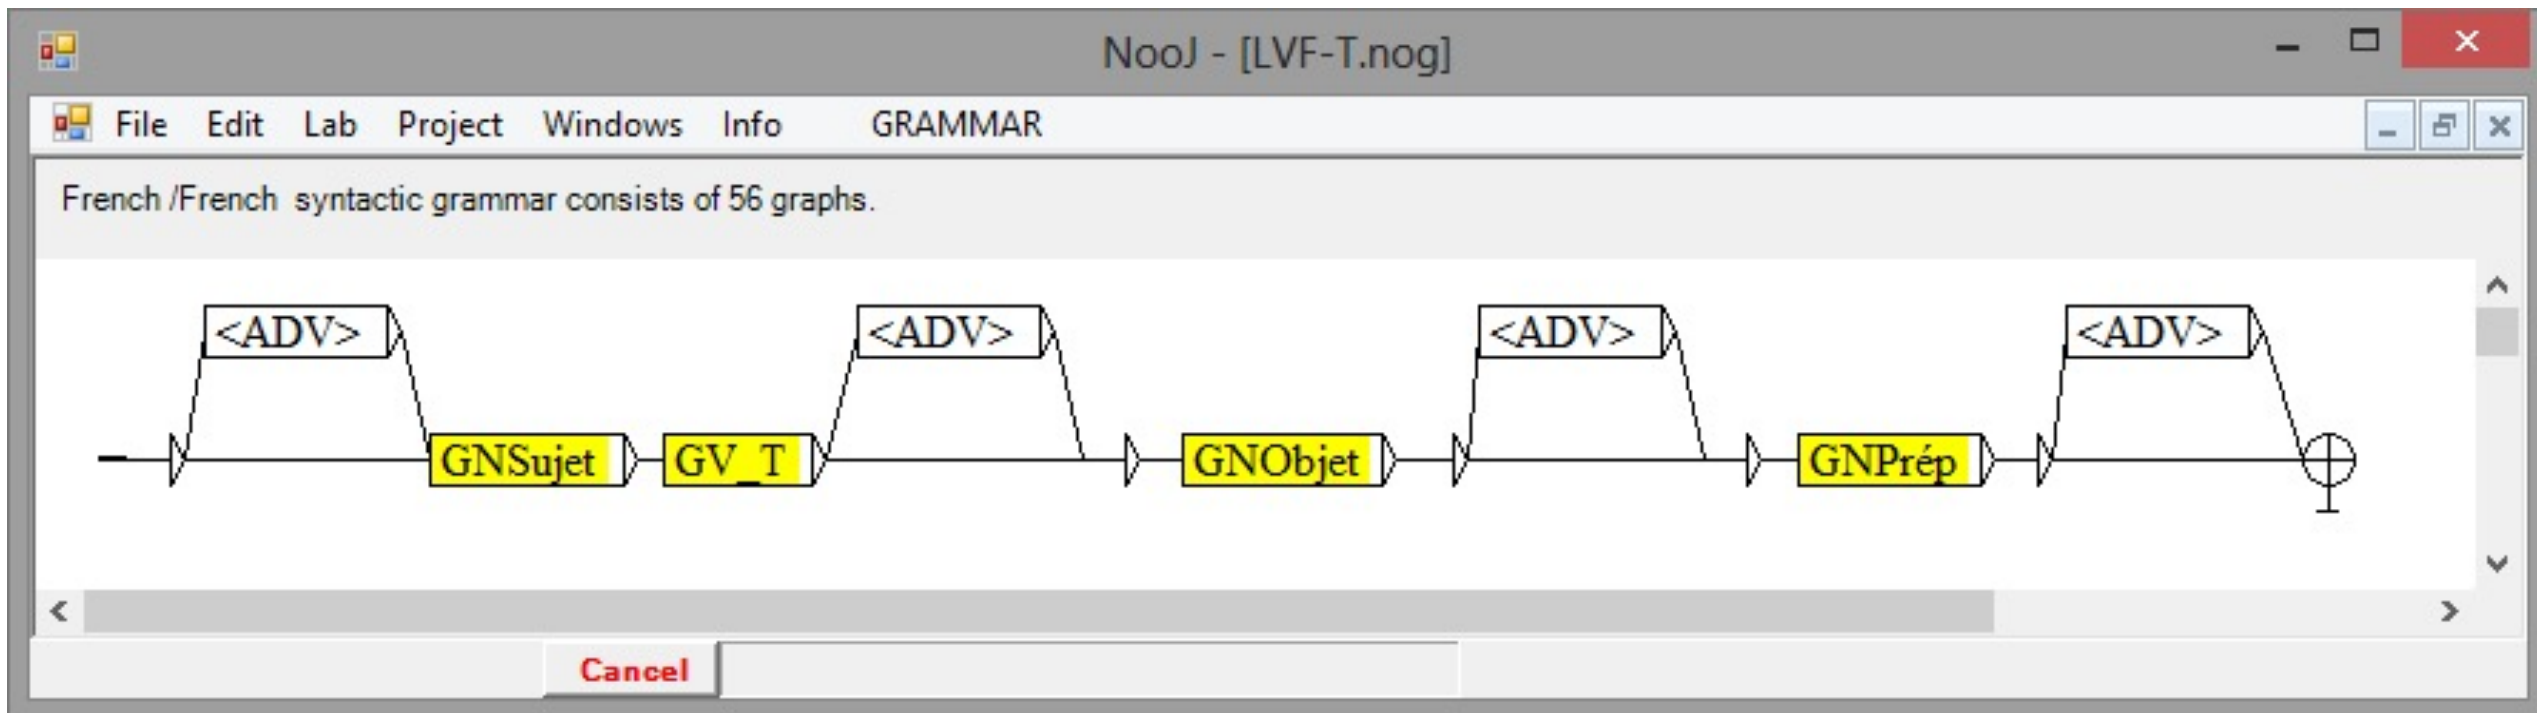 NooJ - [LVF-T.nog]
File Edit Lab Project Windows Info GRAMMAR
French /French  syntactic grammar consists of 56 graphs.
<ADV> <ADV> <ADV> <ADV>
GNSujet GV_T GNObjet GNPrép
Cancel